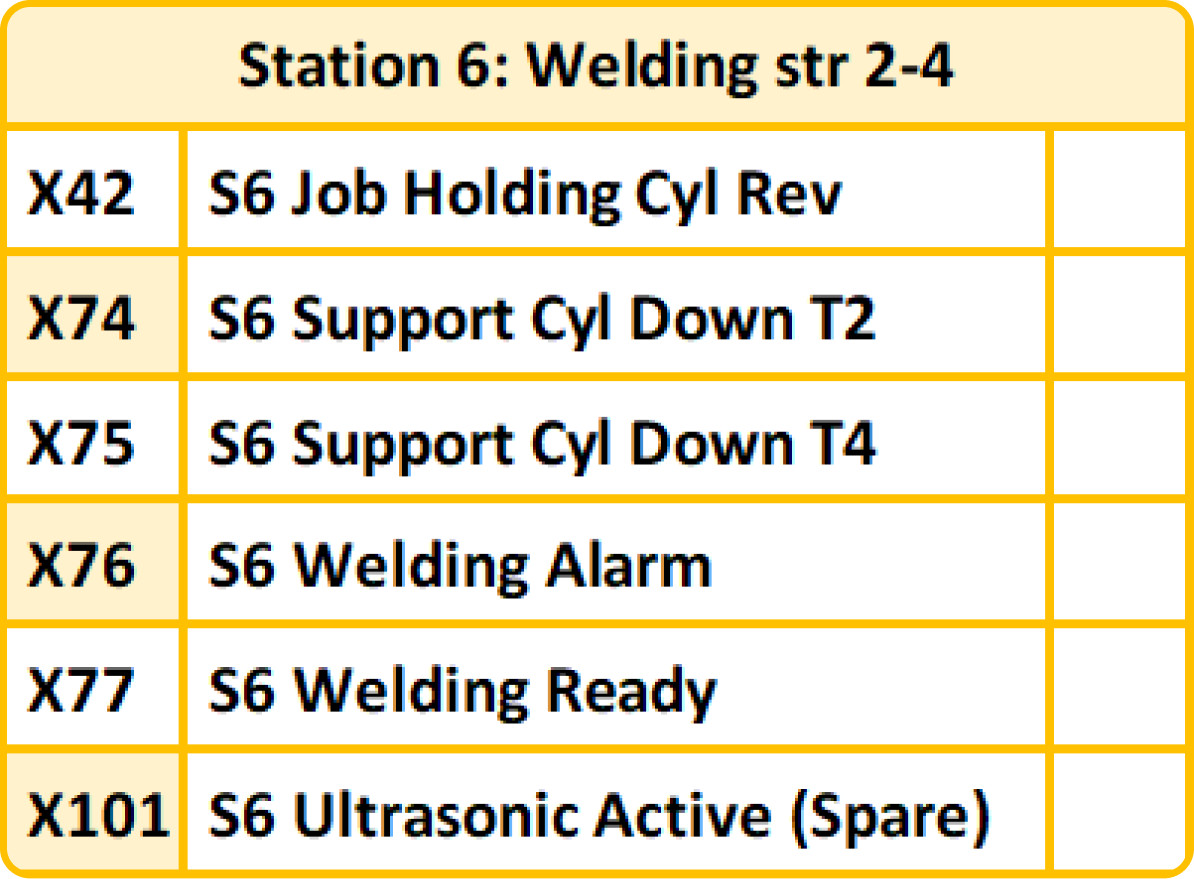 Station 6: Welding str 2-4
X42 S6 Job Holding Cyl Rev
X74 S6 Support Cyl Down T2
X75 S6 Support Cyl Down T4
X76 S6 Welding Alarm
X77 S6 Welding Ready
X101 S6 Ultrasonic Active (Spare)